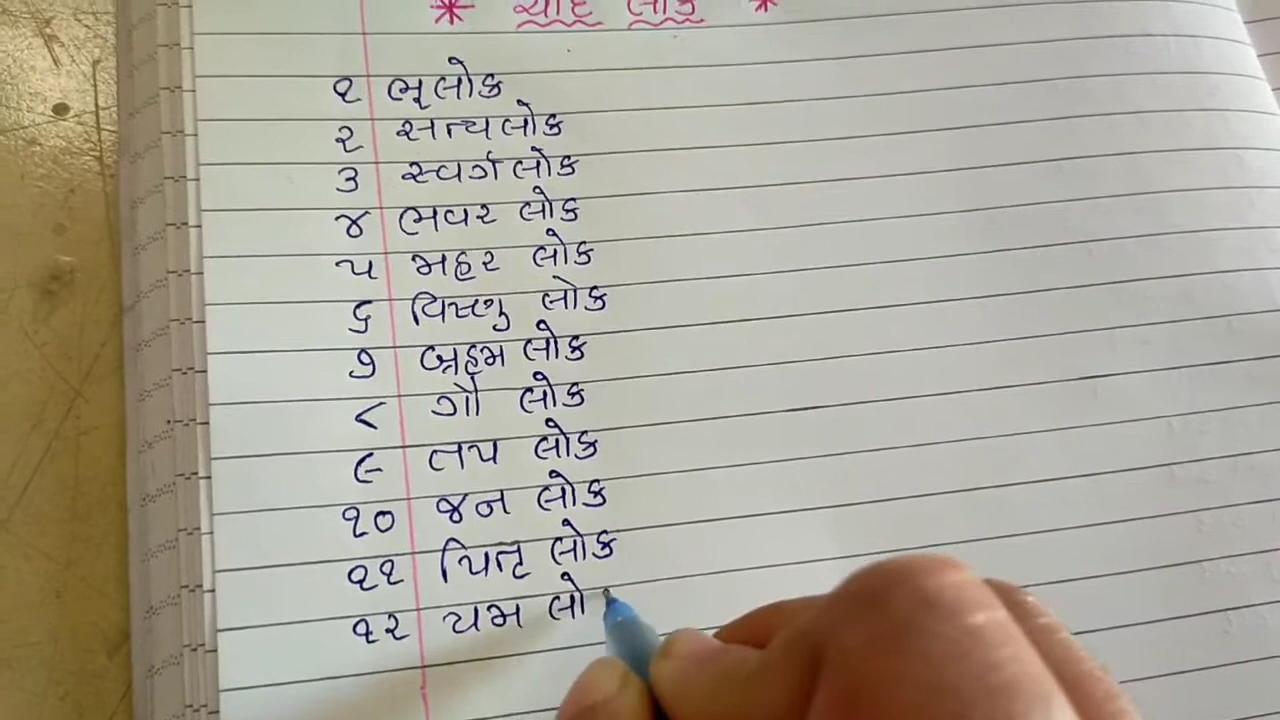 * ચૌદ લોક *
૧ ભૂલોક
૨ સત્યલોક
૩ સ્વર્ગલોક
૪ ભવર લોક
૫ મહર લોક
૬ વિષ્ણુ લોક
૭ બ્રહમ લોક
૮ ગૌ લોક
૯ તપ લોક
૧૦ જન લોક
૧૧ પિતૃ લોક
૧૨ યમ લો